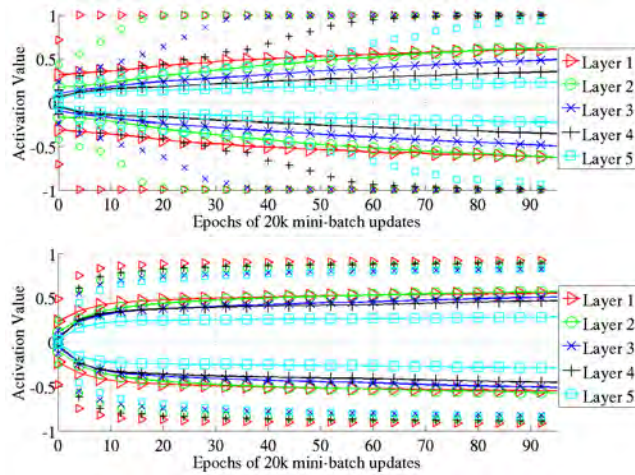 1
0.5
0
-0.5
-1
Activation Value
0 10 20 30 40 50 60 70 80 90
Epochs of 20k mini-batch updates
Layer 1
Layer 2
Layer 3
Layer 4
Layer 5
1
0.5
0
-0.5
-1
Activation Value
0 10 20 30 40 50 60 70 80 90
Epochs of 20k mini-batch updates
Layer 1
Layer 2
Layer 3
Layer 4
Layer 5